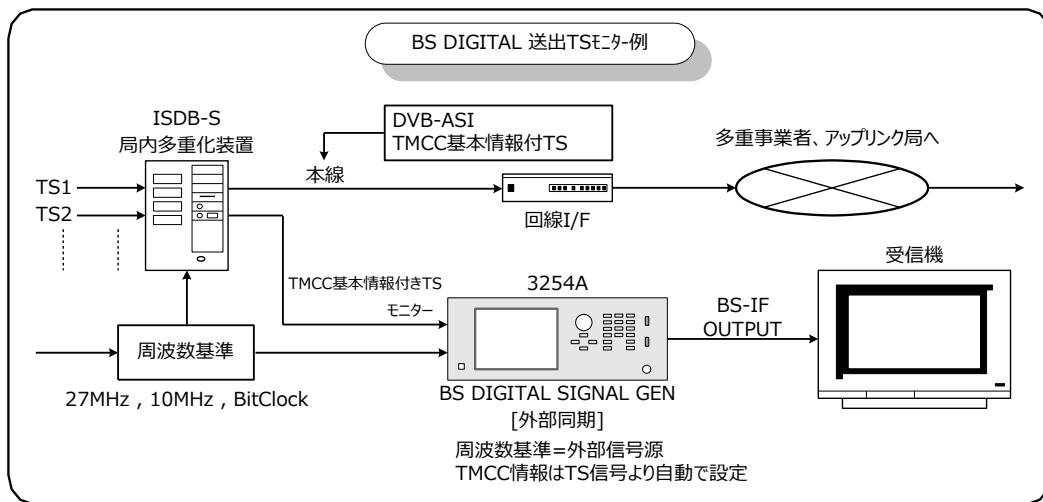 BS DIGITAL 送出TSﾓﾆﾀｰ例
ISDB-S
局内多重化装置
DVB-ASI
TMCC基本情報付TS
多重事業者、アップリンク局へ
TS1
TS2
本線
回線I/F
受信機
TMCC基本情報付きTS
モニター
3254A
BS-IF
OUTPUT
周波数基準
27MHz , 10MHz , BitClock
BS DIGITAL SIGNAL GEN
[外部同期]
周波数基準=外部信号源
TMCC情報はTS信号より自動で設定